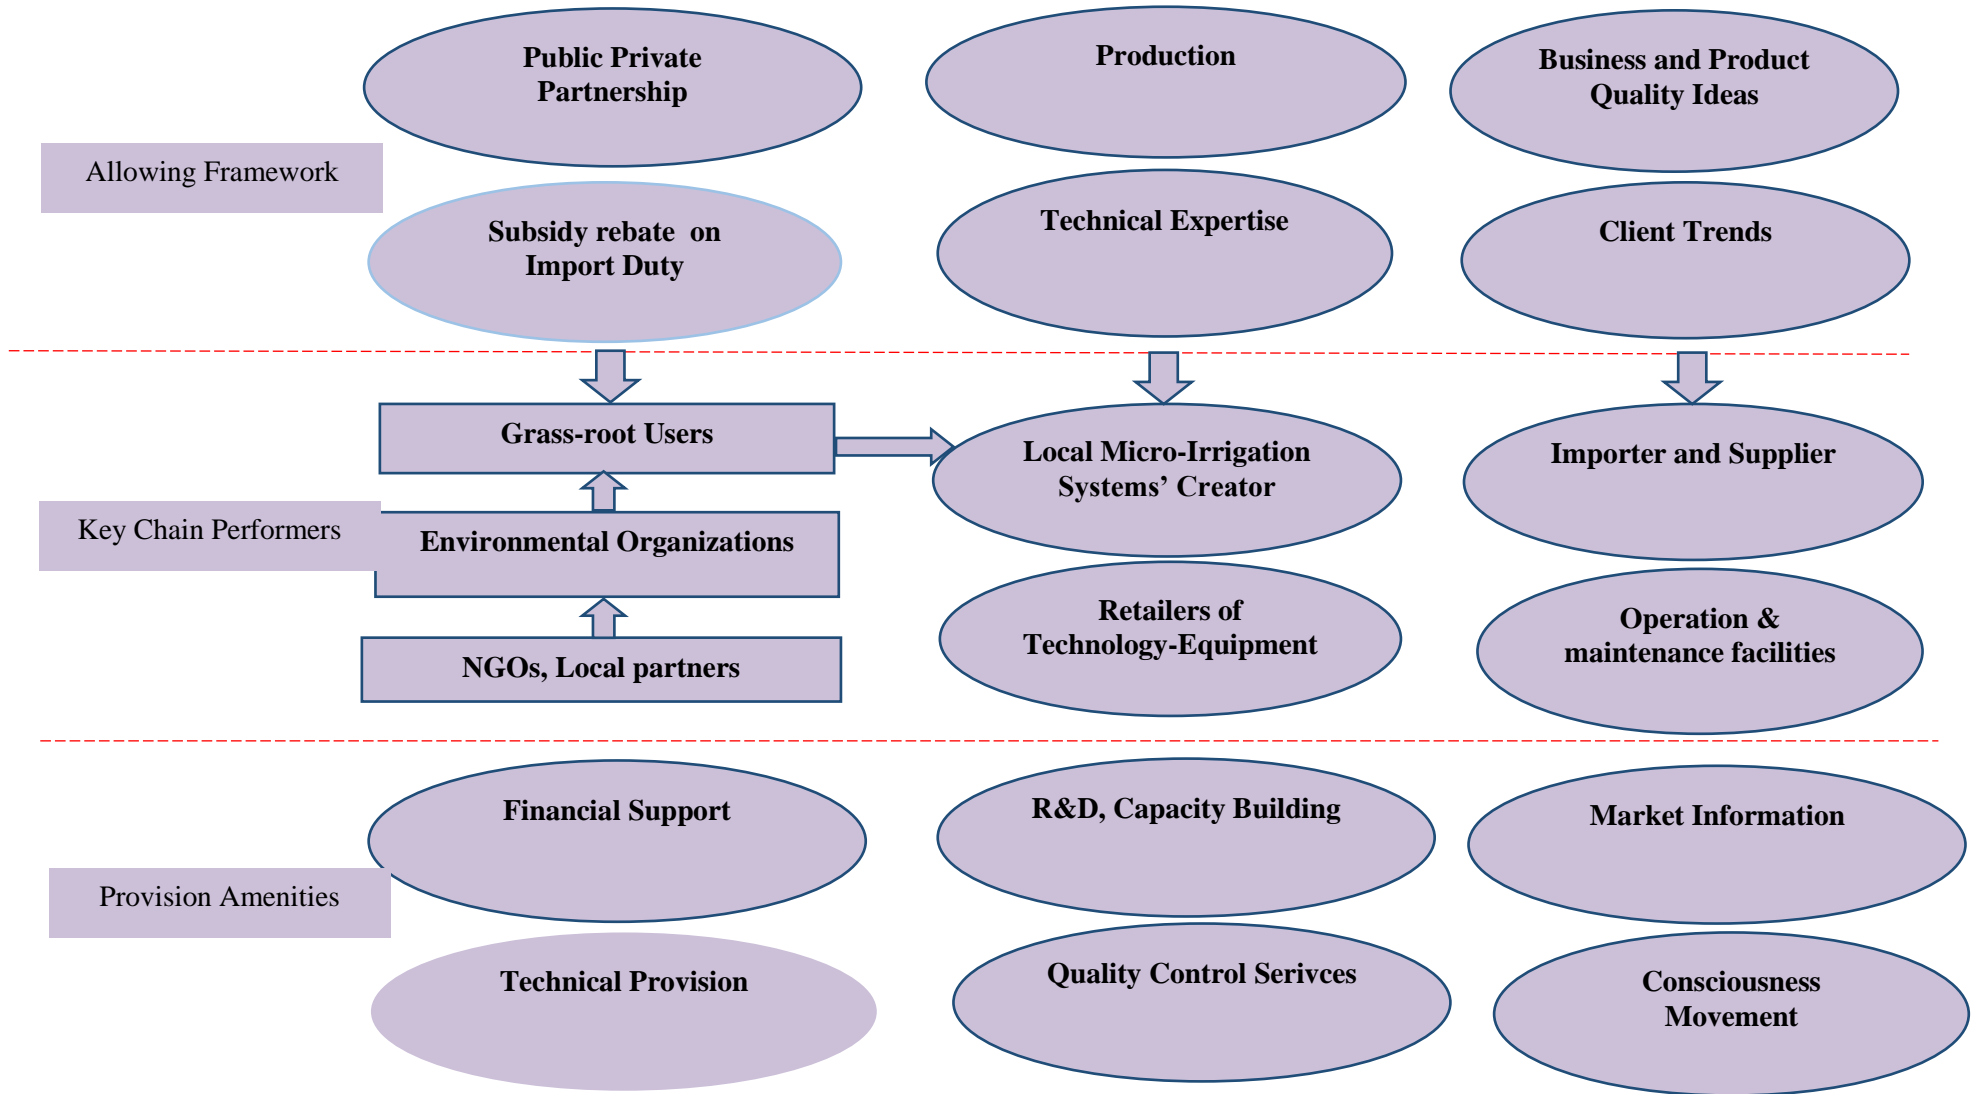 Public Private
Partnership
Production
Business and Product
Quality Ideas
Allowing Framework
Subsidy rebate on
Import Duty
Technical Expertise
Client Trends
Grass-root Users
Local Micro-Irrigation
Systems’ Creator
Importer and Supplier
Key Chain Performers
Environmental Organizations
Retailers of
Technology-Equipment
Operation &
maintenance facilities
NGOs, Local partners
Financial Support
R&D, Capacity Building
Market Information
Provision Amenities
Technical Provision
Quality Control Serivces
Consciousness
Movement